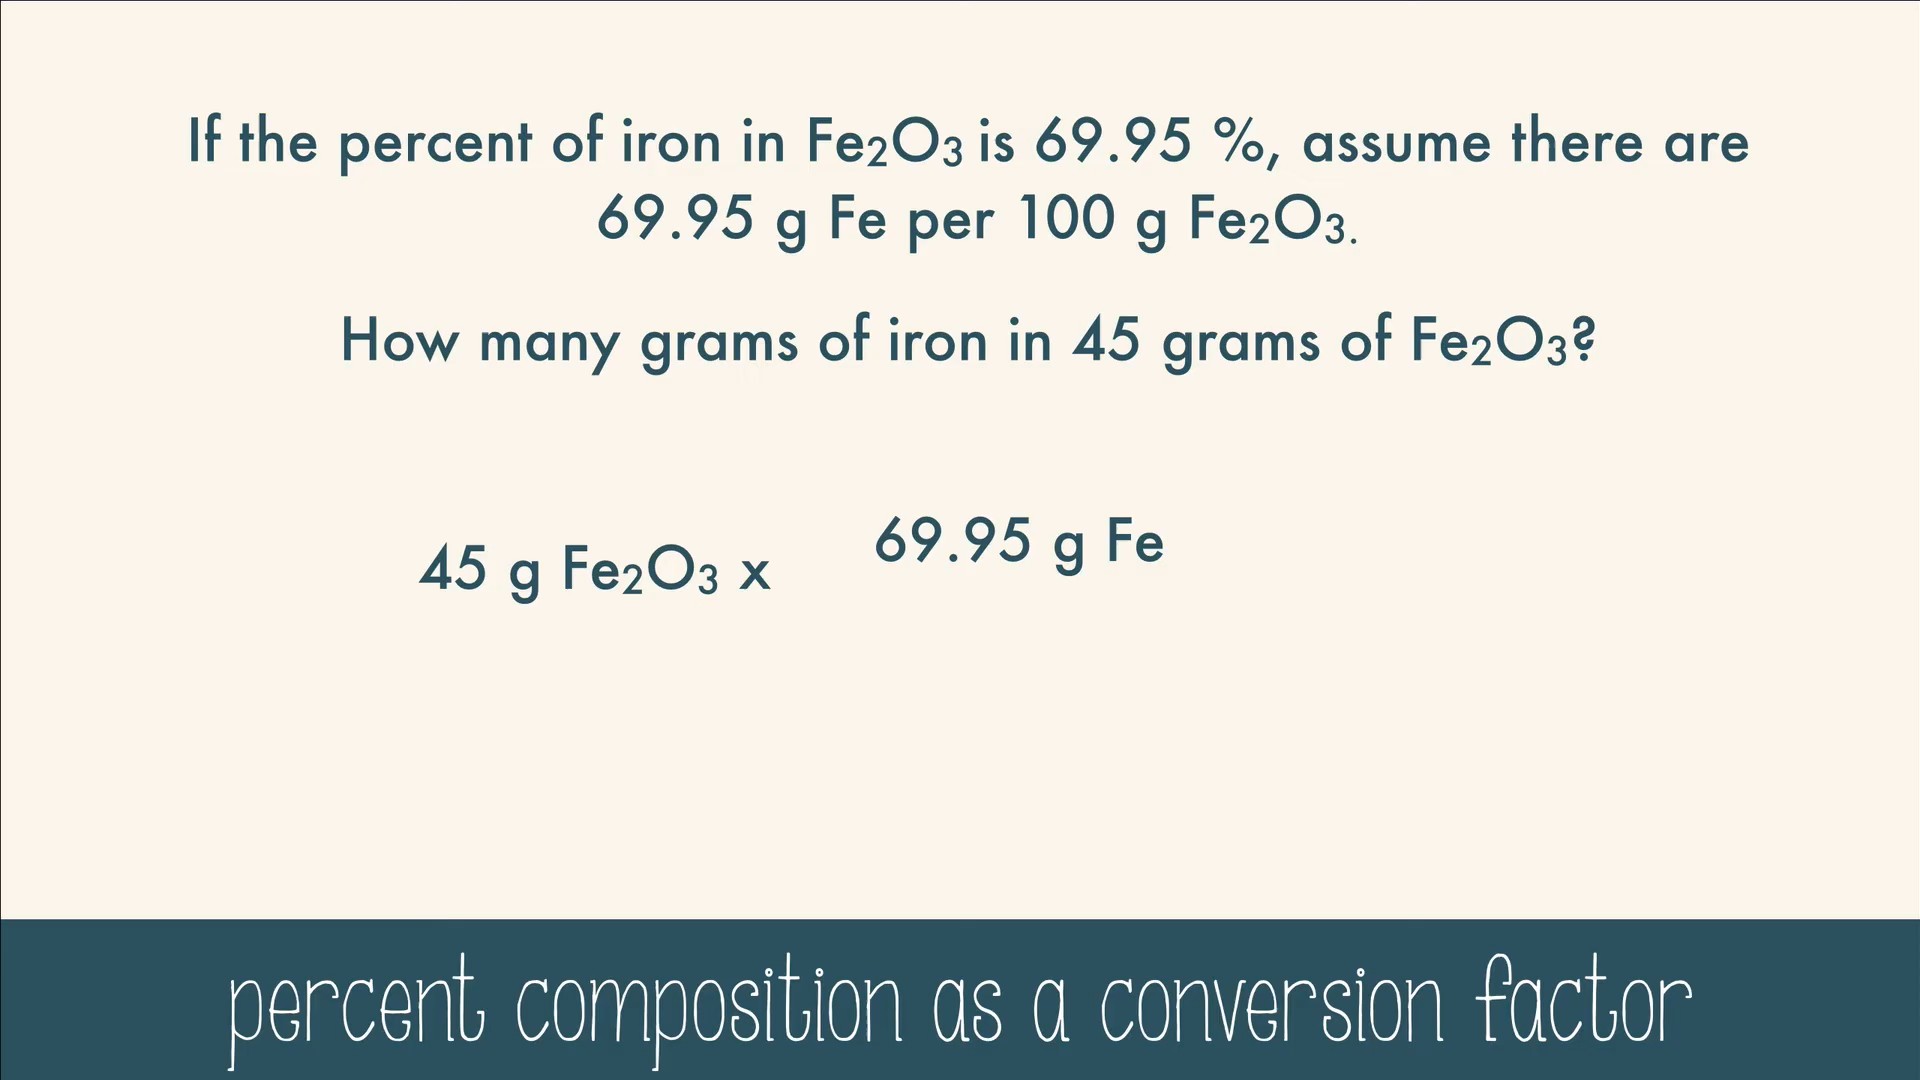 If the percent of iron in Fe₂O₃ is 69.95 %, assume there are
69.95 g Fe per 100 g Fe₂O₃.
How many grams of iron in 45 grams of Fe₂O₃?
45 g Fe₂O₃ x 69.95 g Fe
percent composition as a conversion factor